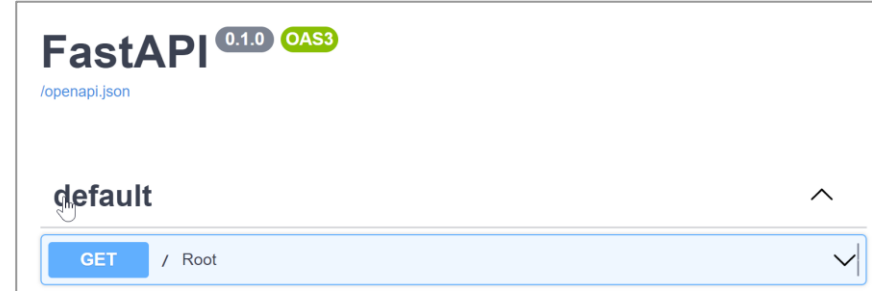 FastAPI 0.1.0 OAS3
/openapi.json
default
GET / Root